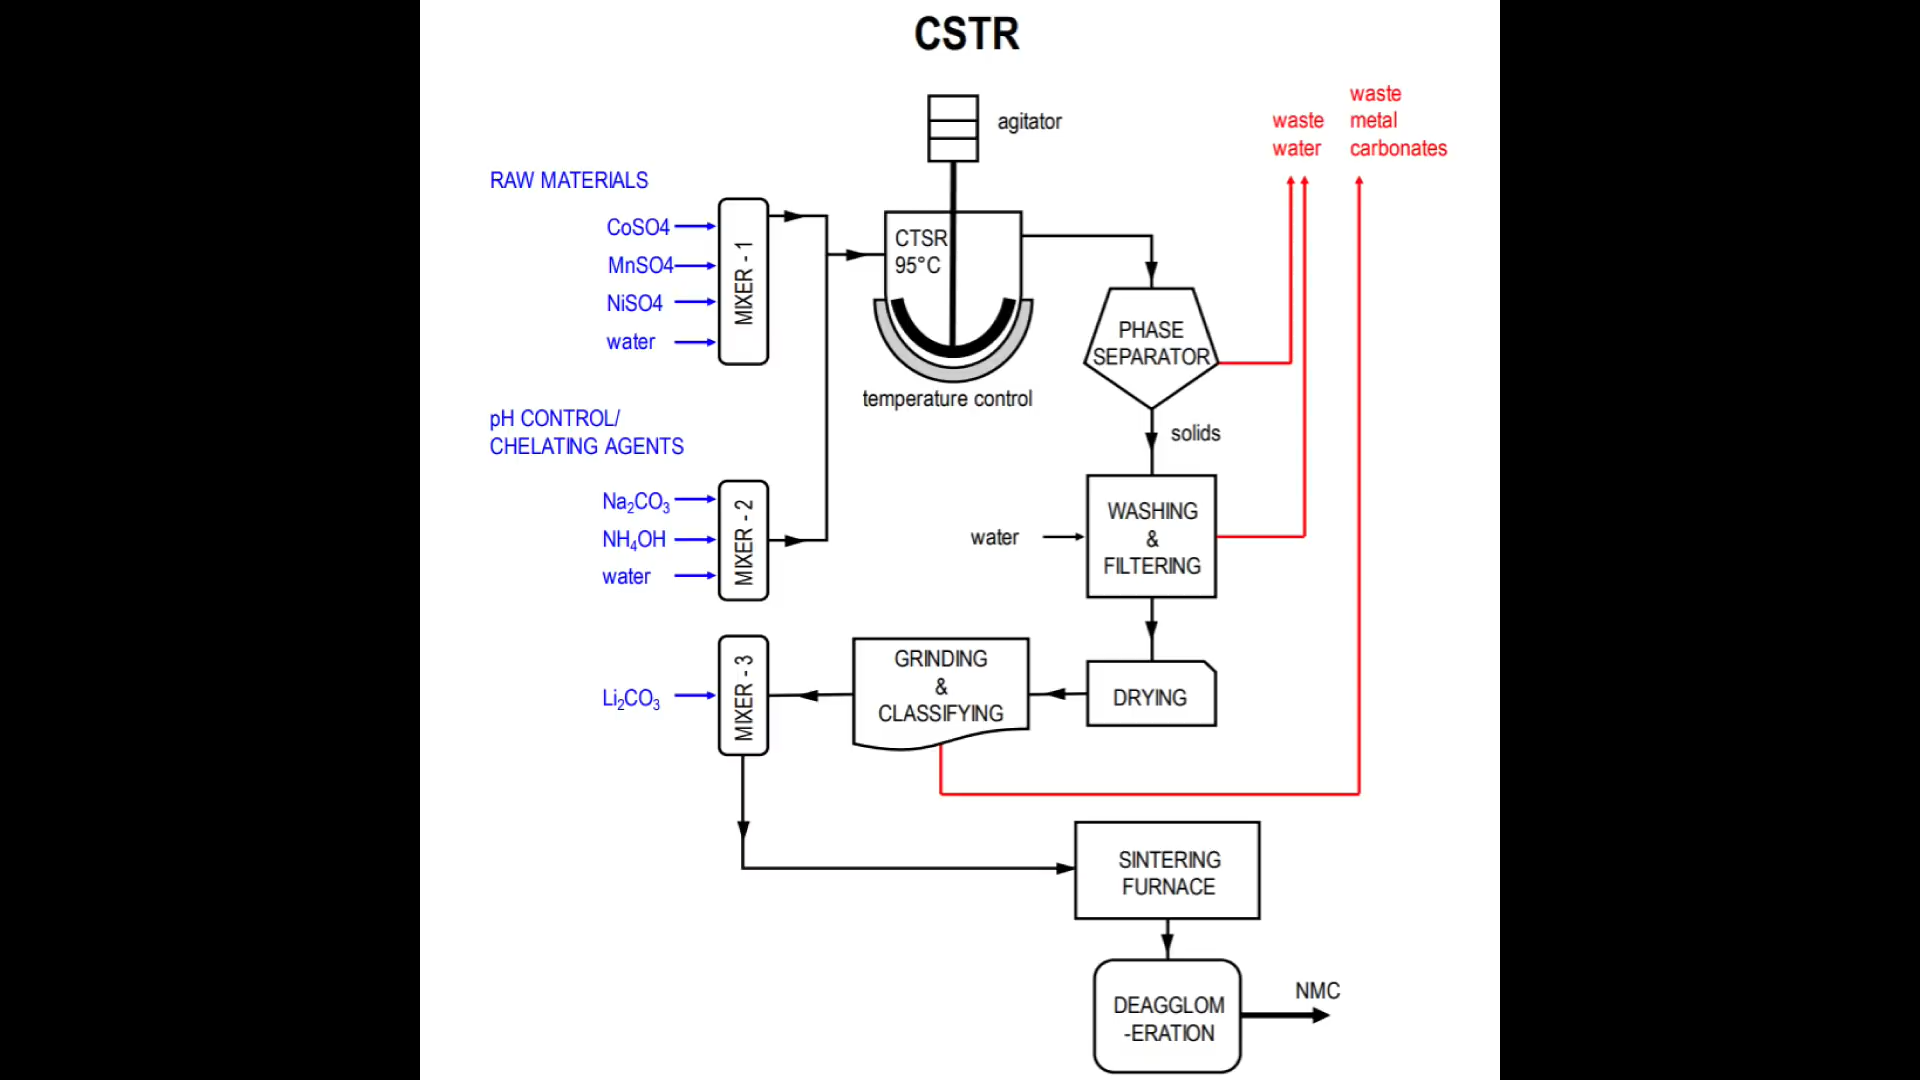 CSTR
agitator
waste
water
waste
metal
carbonates
RAW MATERIALS
CoSO4
MnSO4
NiSO4
water
MIXER - 1
CTSR
95°C
temperature control
PHASE
SEPARATOR
solids
pH CONTROL/
CHELATING AGENTS
Na₂CO₃
NH₄OH
water
MIXER - 2
water
WASHING
&
FILTERING
Li₂CO₃
MIXER - 3
GRINDING
&
CLASSIFYING
DRYING
SINTERING
FURNACE
DEAGGLOM
-ERATION
NMC